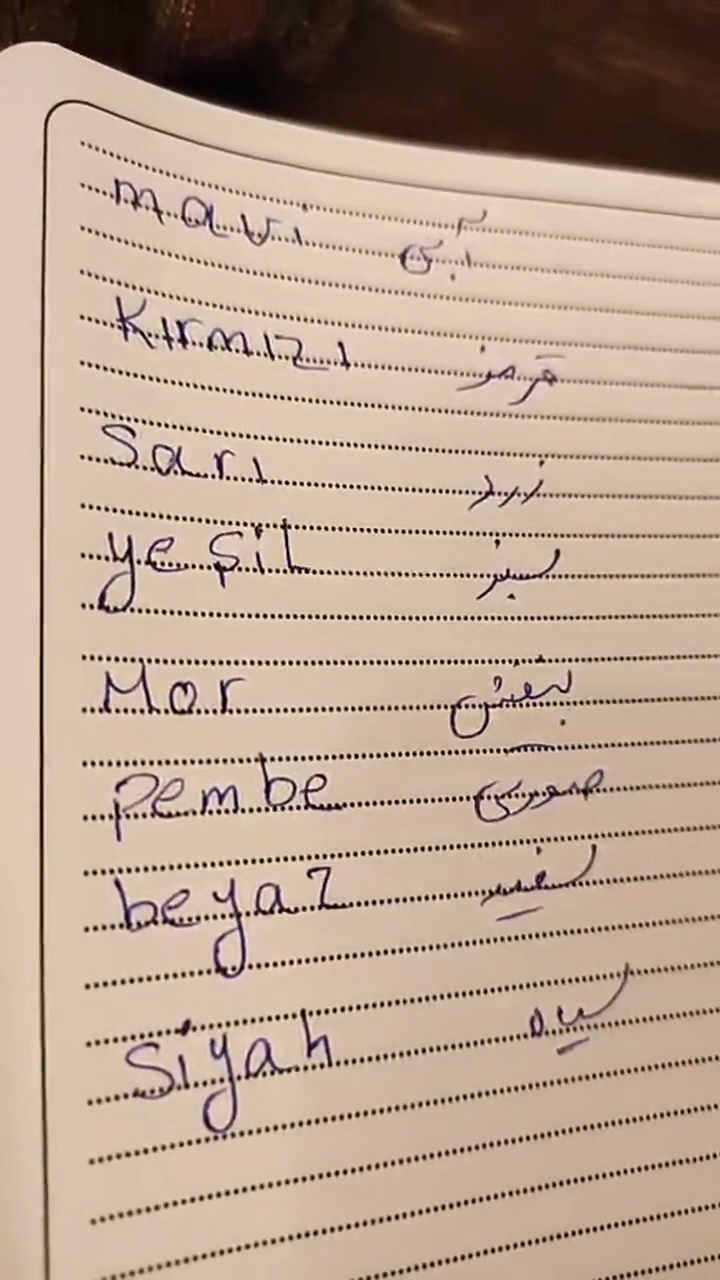 mavi آبی
Kırmızı قرمز
Sarı زرد
yeşil سبز
Mor بنفش
pembe صورتی
beyaz سفید
Siyah سیاه